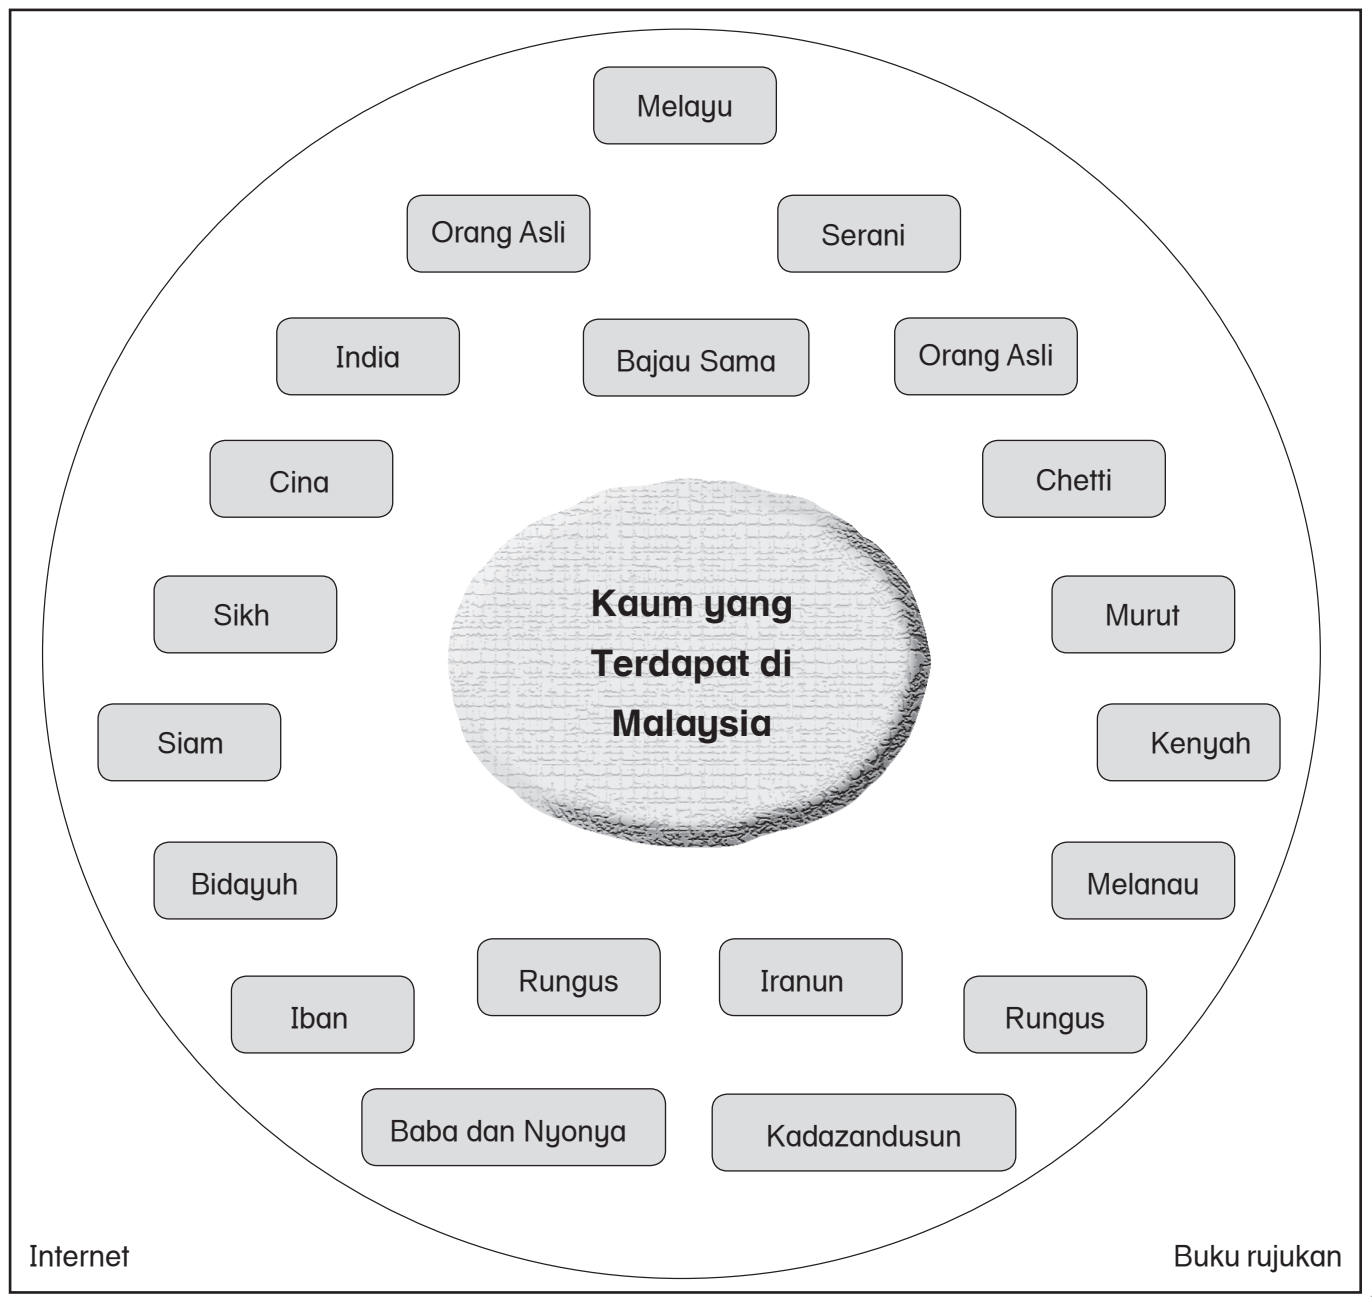 Melayu
Orang Asli
Serani
India
Bajau Sama
Orang Asli
Cina
Chetti
Kaum yang
Terdapat di
Malaysia
Sikh
Murut
Siam
Kenyah
Bidayuh
Melanau
Rungus
Iranun
Iban
Rungus
Baba dan Nyonya
Kadazandusun
Internet
Buku rujukan